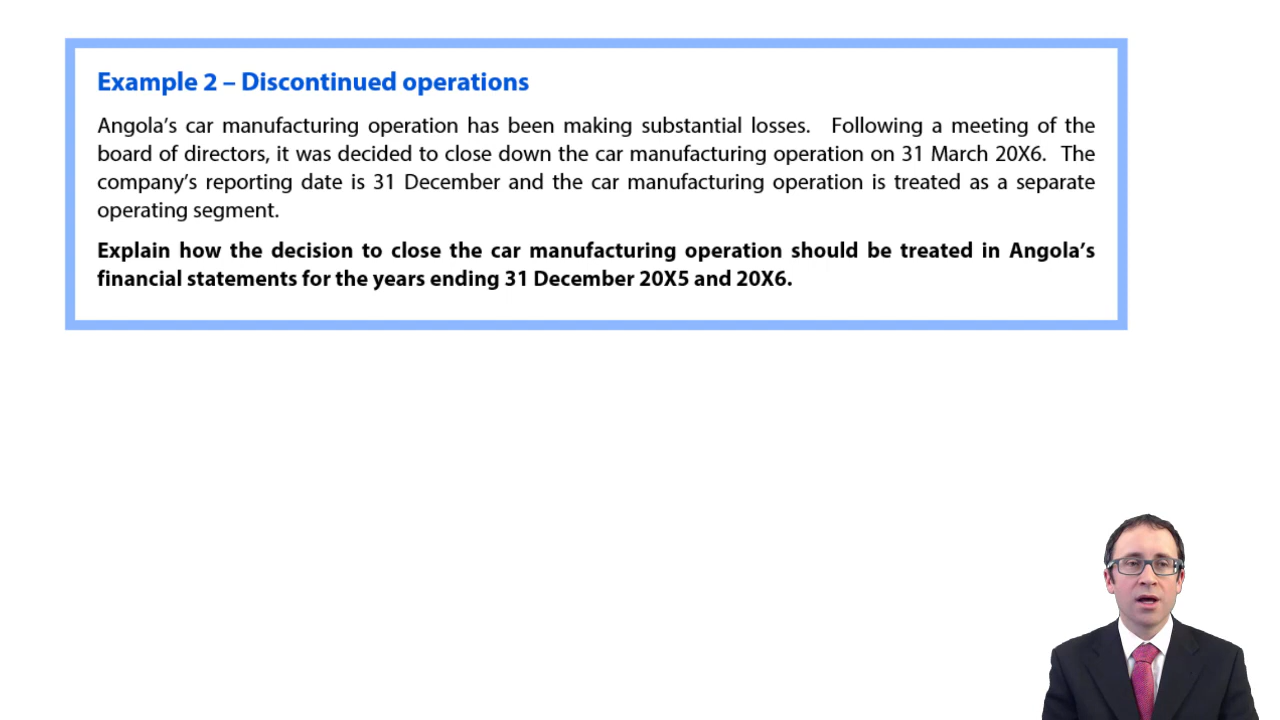 Example 2 – Discontinued operations
Angola’s car manufacturing operation has been making substantial losses. Following a meeting of the
board of directors, it was decided to close down the car manufacturing operation on 31 March 20X6. The
company’s reporting date is 31 December and the car manufacturing operation is treated as a separate
operating segment.
Explain how the decision to close the car manufacturing operation should be treated in Angola’s
financial statements for the years ending 31 December 20X5 and 20X6.